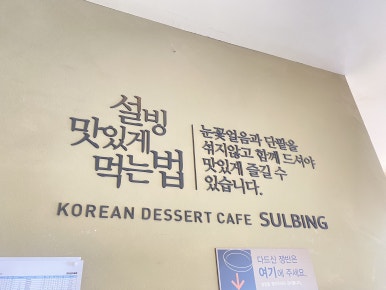 설빙
맛있게
먹는법
눈꽃얼음과 단팥을
섞지않고 함께 드셔야
맛있게 즐길 수
있습니다.
KOREAN DESSERT CAFE SULBING
다드신 쟁반은
여기에 주세요.